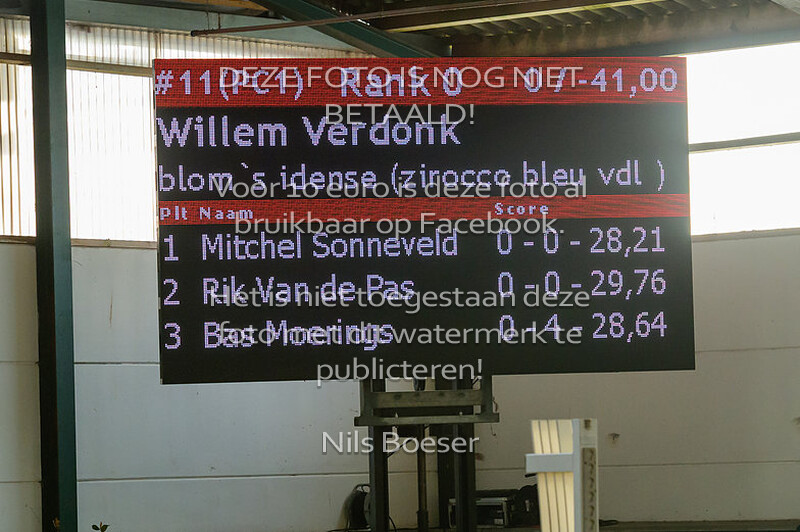 #11(PC1) Rank 0 0 / -41,00
DEZE FOTO IS NOG NIET
BETAALD!
Willem Verdonk
blom`s idense (zirocco bleu vdl )
Voor 10 euro is deze foto al
Plt Naam Score
bruikbaar op Facebook.
1 Mitchel Sonneveld 0 - 0 - 28,21
2 Rik Van de Pas 0 - 0 - 29,76
Het is niet toegestaan deze
3 Bas Moerings 0 - 4 - 28,64
foto met watermerk te
publiceren!
Nils Boeser